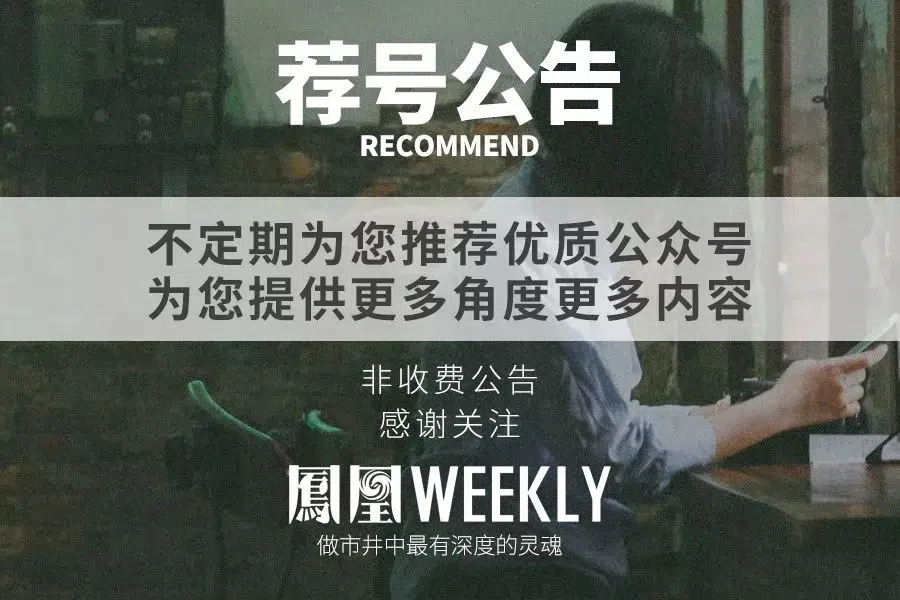 荐号公告
RECOMMEND
不定期为您推荐优质公众号
为您提供更多角度更多内容
非收费公告
感谢关注
鳳凰WEEKLY
做市井中最有深度的灵魂